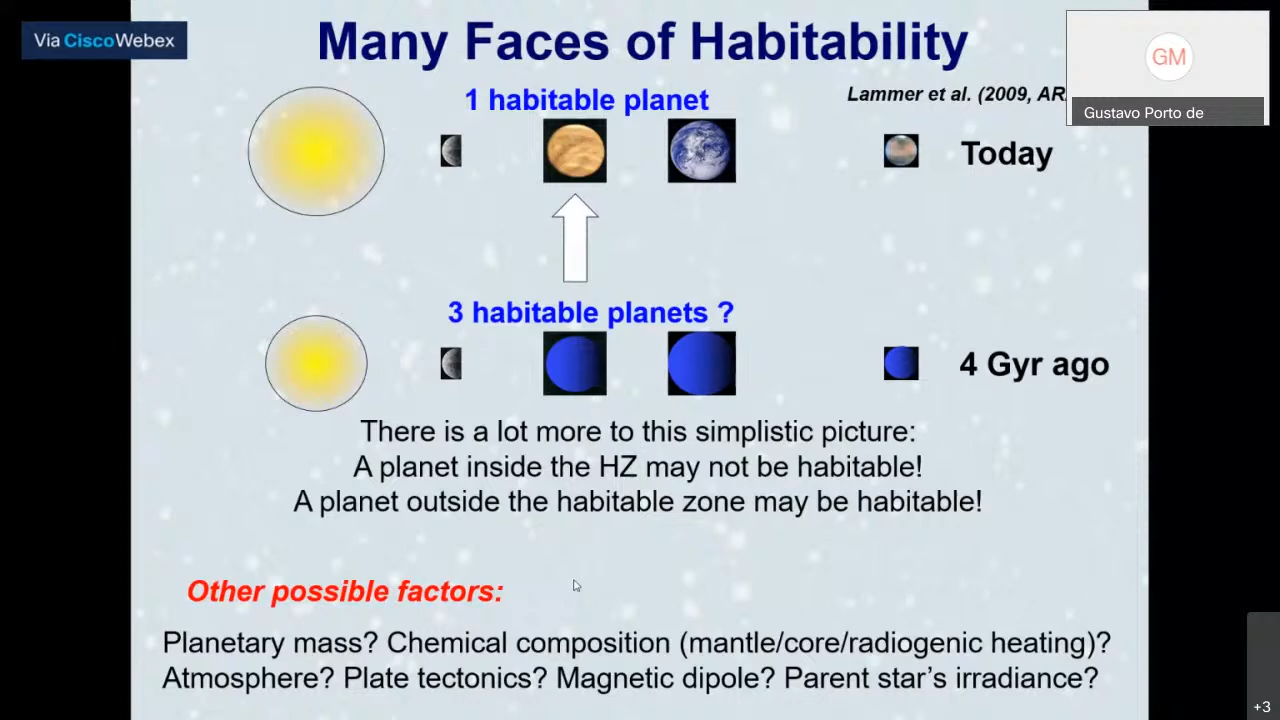 Via CiscoWebex
Many Faces of Habitability
GM
Gustavo Porto de
1 habitable planet
Lammer et al. (2009, AR
Today
3 habitable planets ?
4 Gyr ago
There is a lot more to this simplistic picture:
A planet inside the HZ may not be habitable!
A planet outside the habitable zone may be habitable!
Other possible factors:
Planetary mass? Chemical composition (mantle/core/radiogenic heating)?
Atmosphere? Plate tectonics? Magnetic dipole? Parent star’s irradiance?
+3